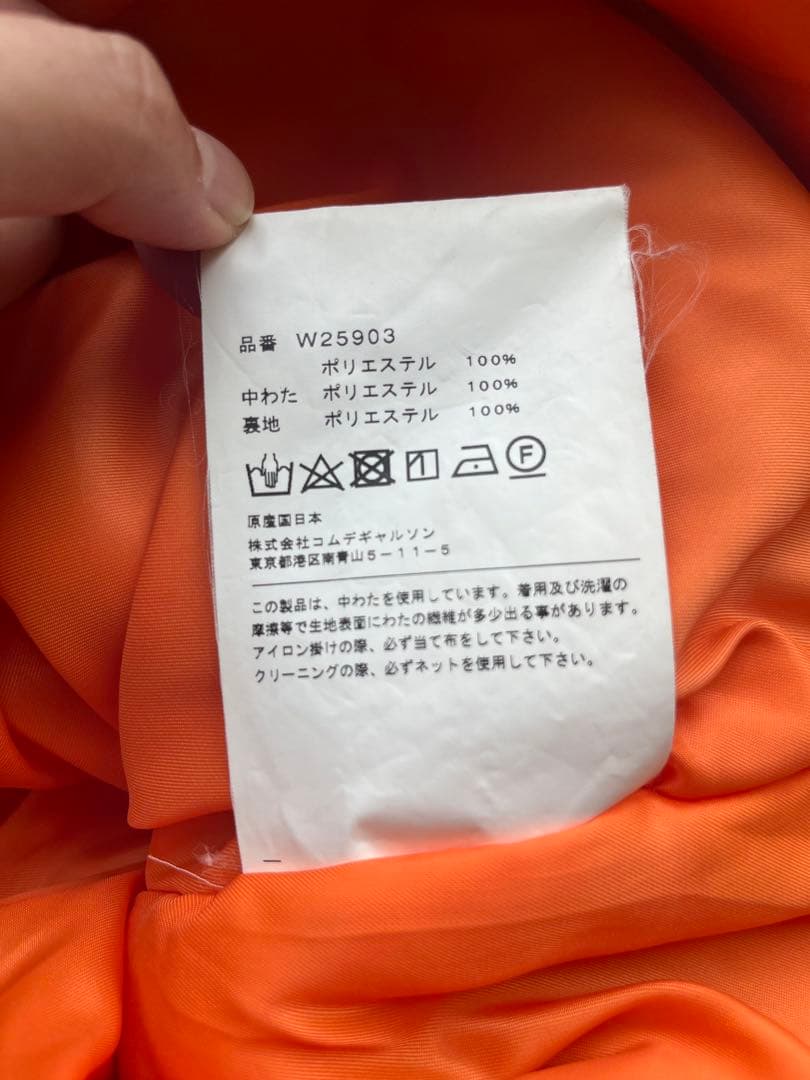 品番 W25903
ポリエステル 100%
中わた ポリエステル 100%
裏地 ポリエステル 100%
F
原産国日本
株式会社コムデギャルソン
東京都港区南青山5-11-5
この製品は、中わたを使用しています。着用及び洗濯の
摩擦等で生地表面にわたの繊維が多少出る事があります。
アイロン掛けの際、必ず当て布をして下さい。
クリーニングの際、必ずネットを使用して下さい。